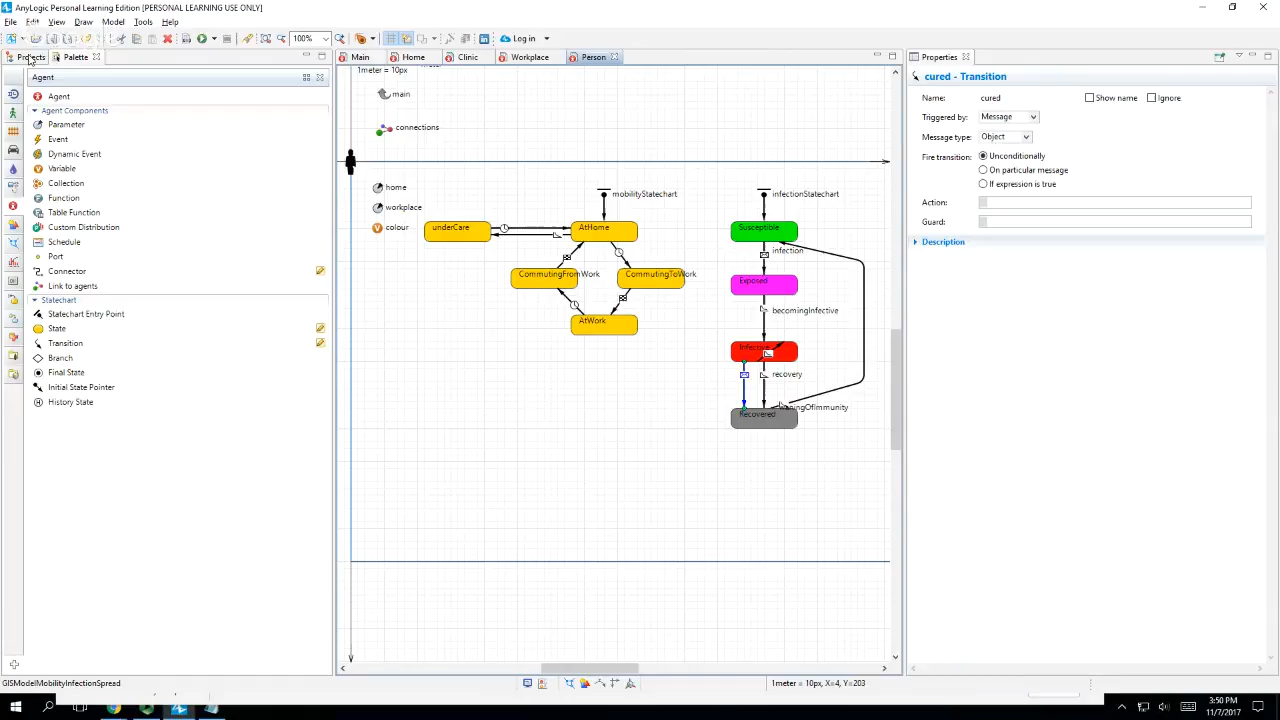 AnyLogic Personal Learning Edition [PERSONAL LEARNING USE ONLY]
File Edit View Draw Model Tools Help
100% Log in
Projects Palette
Main Home Clinic Workplace Person
Properties
Agent
Agent
Agent Components
Parameter
Event
Dynamic Event
Variable
Collection
Function
Table Function
Custom Distribution
Schedule
Port
Connector
Link to agents
Statechart
Statechart Entry Point
State
Transition
Branch
Final State
Initial State Pointer
History State
1meter = 10px
main
connections
home
workplace
colour
mobilityStatechart
underCare
AtHome
CommutingFromWork
CommutingToWork
AtWork
infectionStatechart
Susceptible
infection
Exposed
becomingInfective
Infective
recovery
waningOfImmunity
Recovered
cured - Transition
Name: cured Show name Ignore
Triggered by: Message
Message type: Object
Fire transition: Unconditionally
On particular message
If expression is true
Action:
Guard:
Description
GISModelMobilityInfectionSpread
1meter = 10px, X=4, Y=203
3:50 PM
11/7/2017